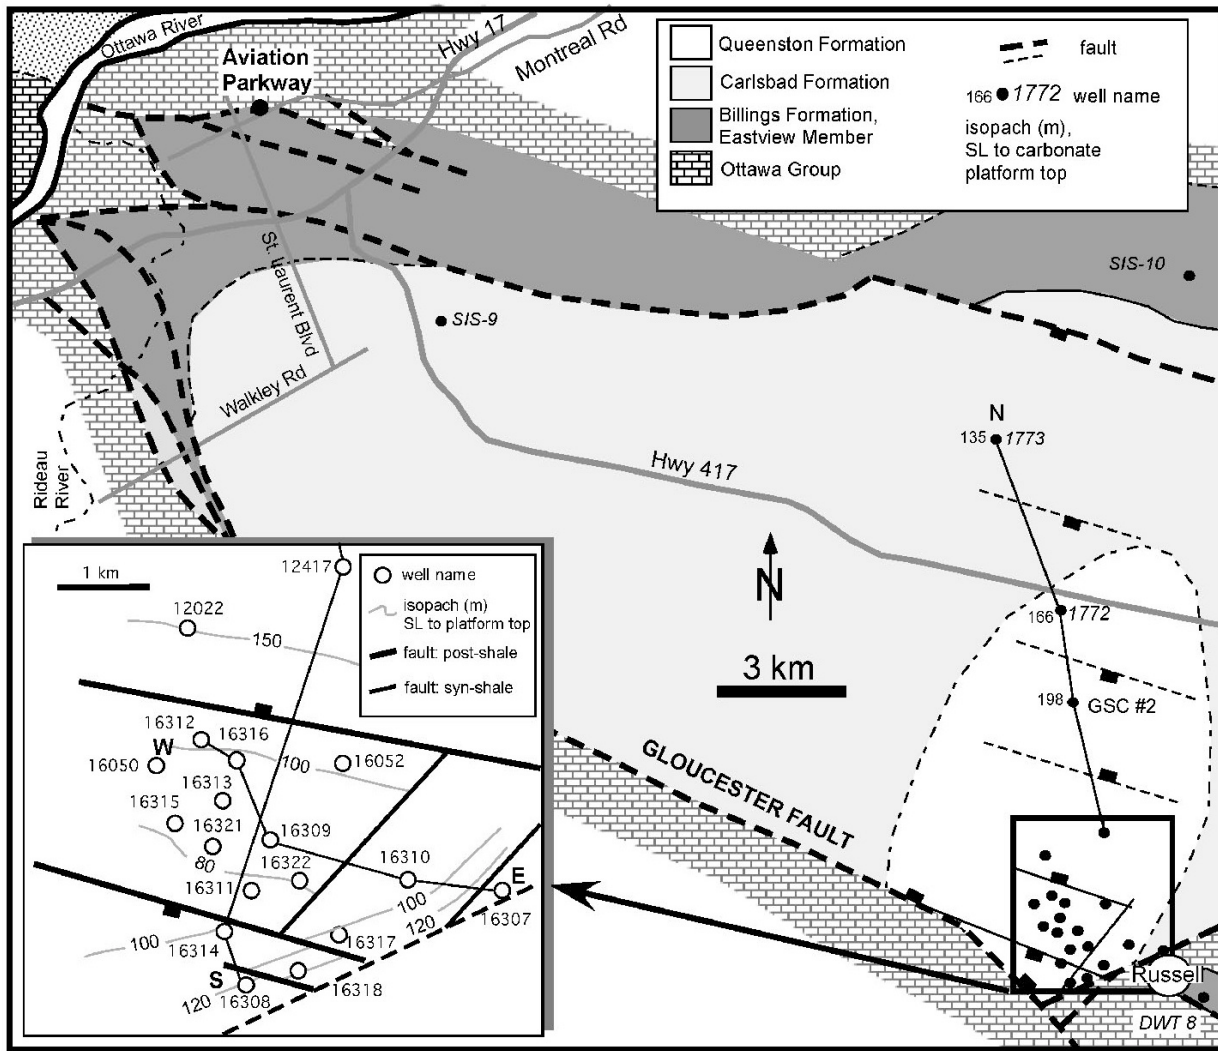 Ottawa River
Aviation
Parkway
Hwy 17
Montreal Rd
Queenston Formation
Carlsbad Formation
Billings Formation,
Eastview Member
Ottawa Group
fault
166 1772 well name
isopach (m),
SL to carbonate
platform top
SIS-10
St. Laurent Blvd
SIS-9
Walkley Rd
Rideau
River
Hwy 417
N
135 1773
N
3 km
166 1772
198 GSC #2
GLOUCESTER FAULT
Russell
DWT 8
1 km
12417
well name
isopach (m)
SL to platform top
fault: post-shale
fault: syn-shale
12022
150
16312
16316
W
16050
100
16052
16313
16315
16321
16309
80
16322
16310
E
16311
100
16307
120
100
16314
16317
S
120
16308
16318